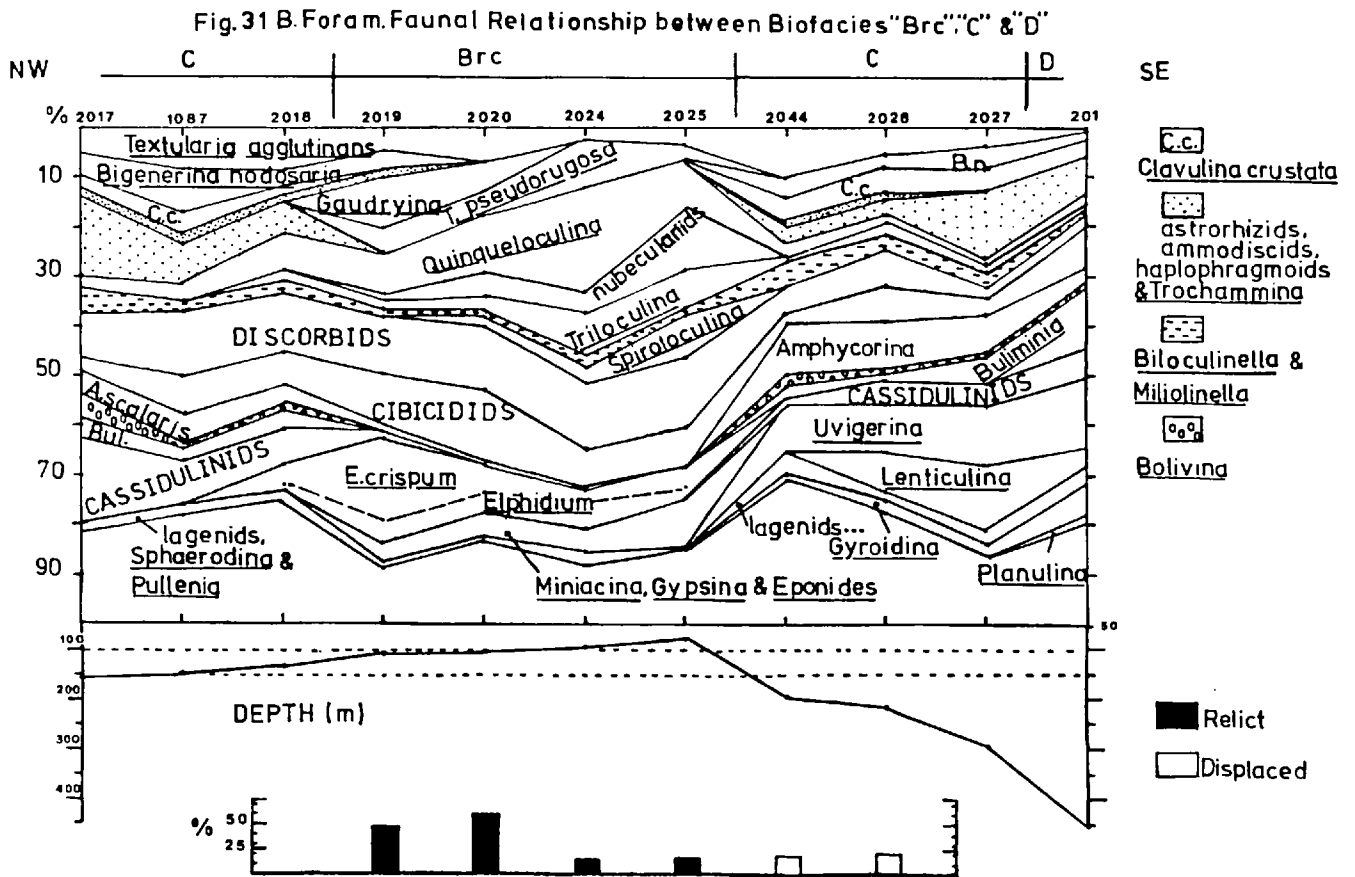 Fig.31 B.Foram.Faunal Relationship between Biofacies "Brc","C" & "D"
NW C Brc C D SE
% 2017 1087 2018 2019 2020 2024 2025 2044 2026 2027 201
10
30
50
70
90
Textularia agglutinans
Bigenerina nodosaria
C.c.
Gaudryina
T. pseudorugosa
Quinqueloculina
nubeculariids
Triloculina
Spiroloculina
DISCORBIDS
CIBICIDIDS
A.scalaris
Bul.
CASSIDULINIDS
E.crispum
Elphidium
lagenids,
Sphaerodina &
Pullenia
Miniacina, Gypsina & Eponides
B.n.
C.c.
Amphycorina
Buliminia
CASSIDULINIDS
Uvigerina
Lenticulina
lagenids...
Gyroidina
Planulina
C.c.
Clavulina crustata
astrorhizids,
ammodiscids,
haplophragmoids
& Trochammina
Biloculinella &
Miliolinella
Bolivina
50
100
200
300
400
DEPTH (m)
Relict
Displaced
% 50
25